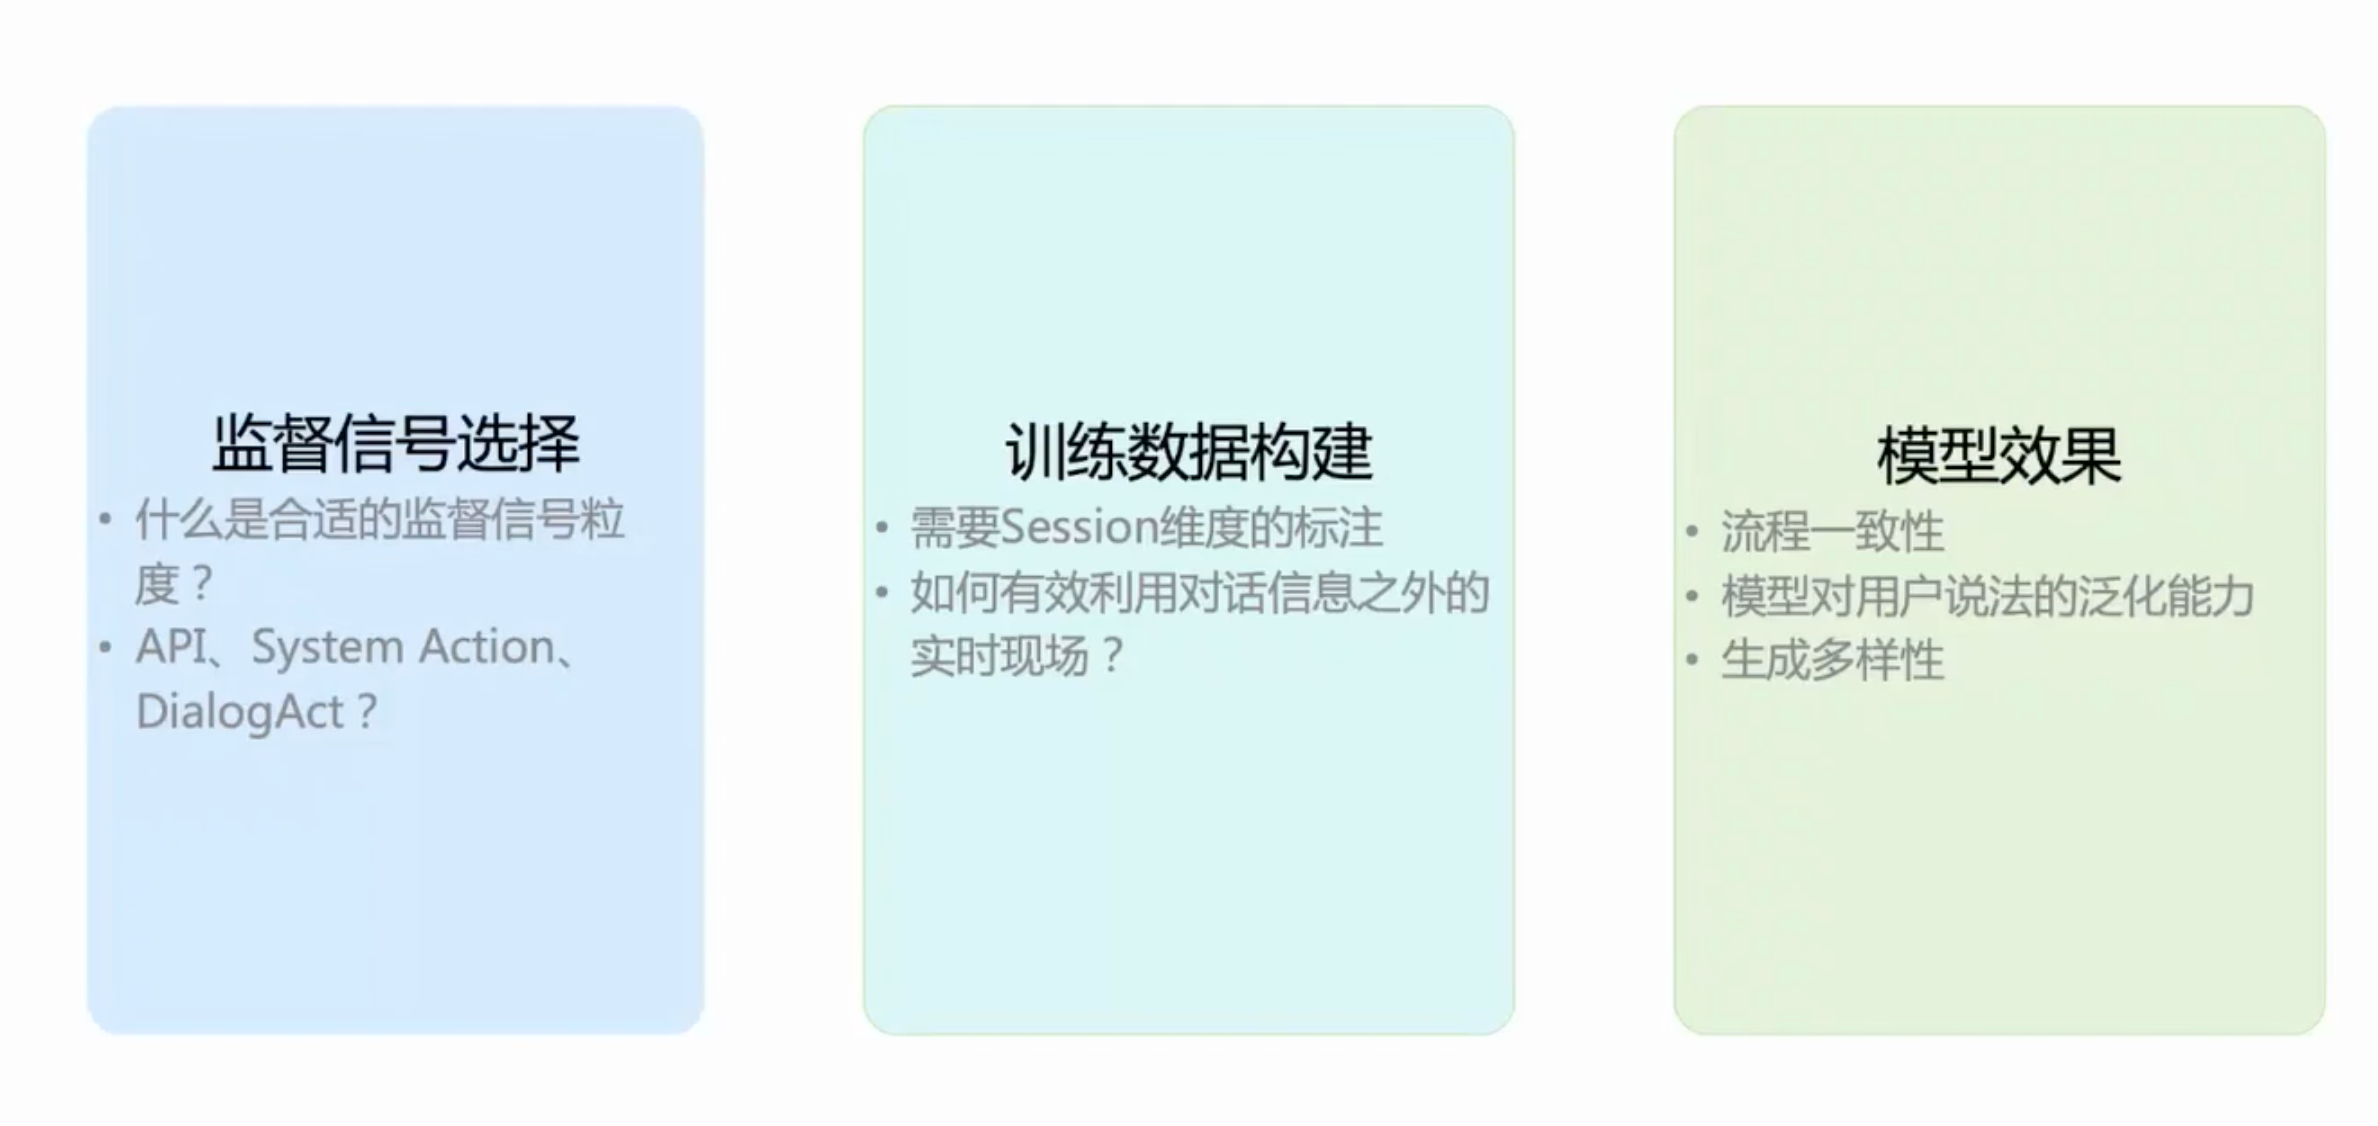 监督信号选择
• 什么是合适的监督信号粒
度？
• API、System Action、
DialogAct？
训练数据构建
• 需要Session维度的标注
• 如何有效利用对话信息之外的
实时现场？
模型效果
• 流程一致性
• 模型对用户说法的泛化能力
• 生成多样性